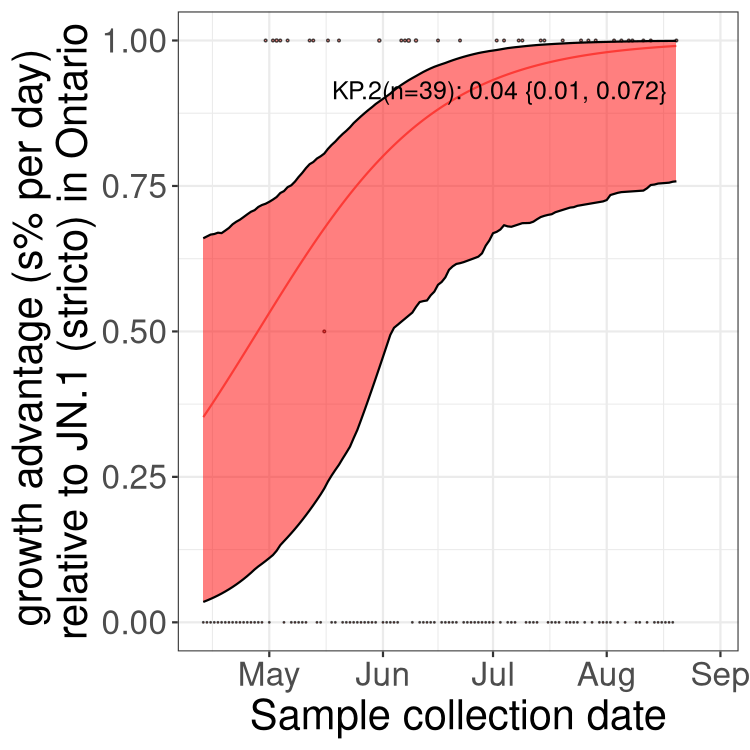 growth advantage (s% per day)
relative to JN.1 (stricto) in Ontario
1.00
0.75
0.50
0.25
0.00
KP.2(n=39): 0.04 {0.01, 0.072}
May Jun Jul Aug Sep
Sample collection date